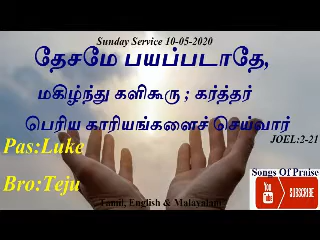 Sunday Service 10-05-2020
தேசமே பயப்படாதே,
மகிழ்ந்து களிகூரு ; கர்த்தர்
பெரிய காரியங்களைச் செய்வார்
JOEL:2-21
Pas:Luke
Bro:Teju
Songs Of Praise
SUBSCRIBE
Tamil, English & Malayalam